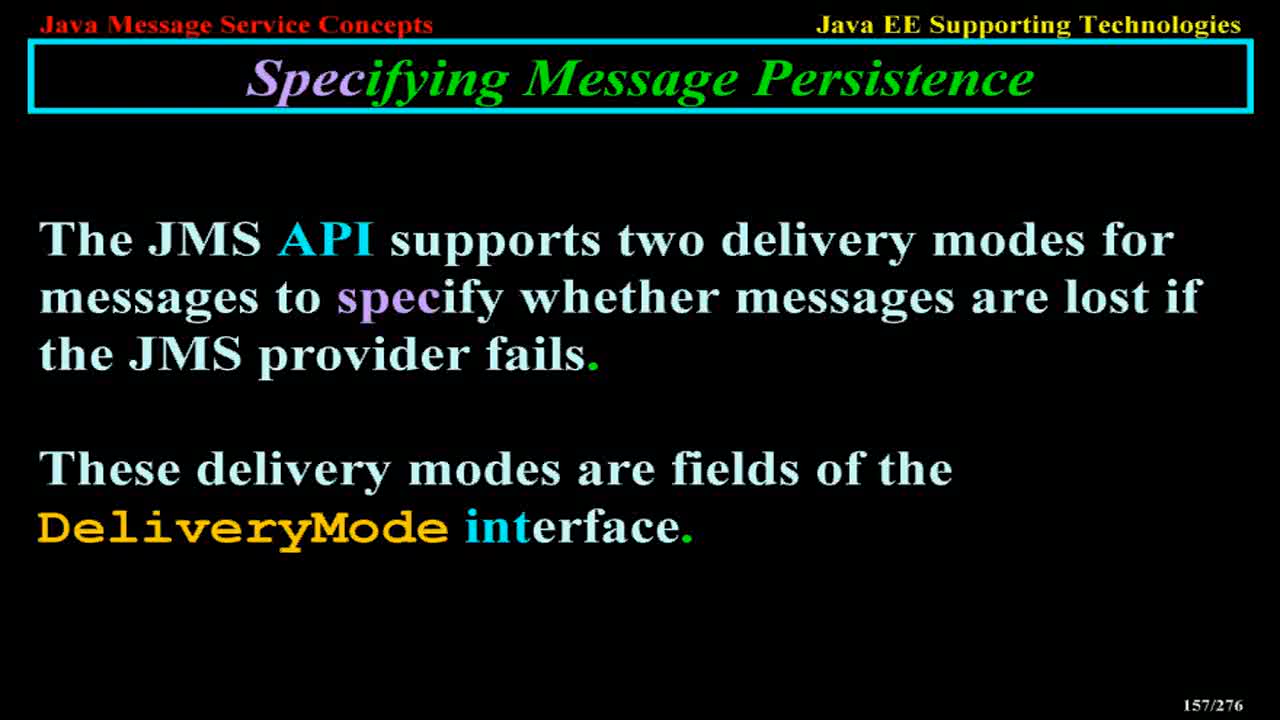 Java Message Service Concepts
Java EE Supporting Technologies
Specifying Message Persistence
The JMS API supports two delivery modes for
messages to specify whether messages are lost if
the JMS provider fails.
These delivery modes are fields of the
DeliveryMode interface.
157/276